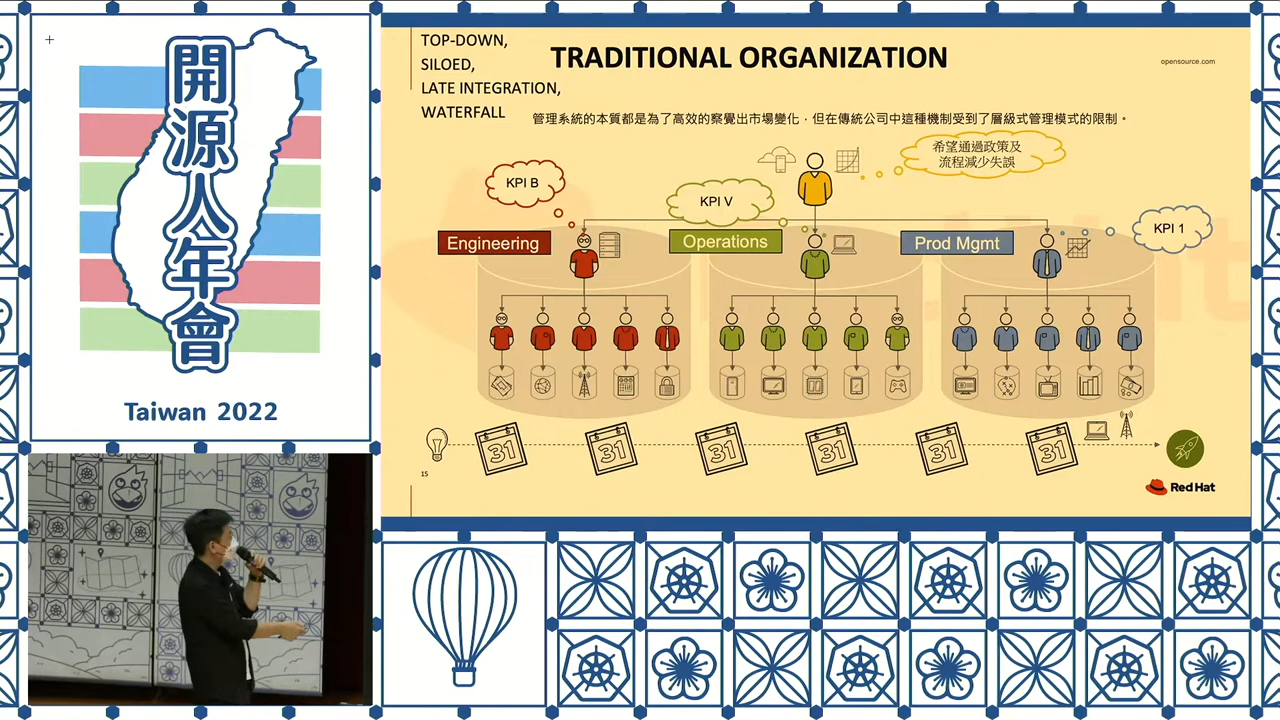 開源人年會
Taiwan 2022
TOP-DOWN,
SILOED,
LATE INTEGRATION,
WATERFALL
TRADITIONAL ORGANIZATION
opensource.com
管理系統的本質都是為了高效的察覺出市場變化，但在傳統公司中這種機制受到了層級式管理模式的限制。
希望通過政策及
流程減少失誤
KPI B
KPI V
KPI 1
Engineering
Operations
Prod Mgmt
31
31
31
31
31
31
15
Red Hat